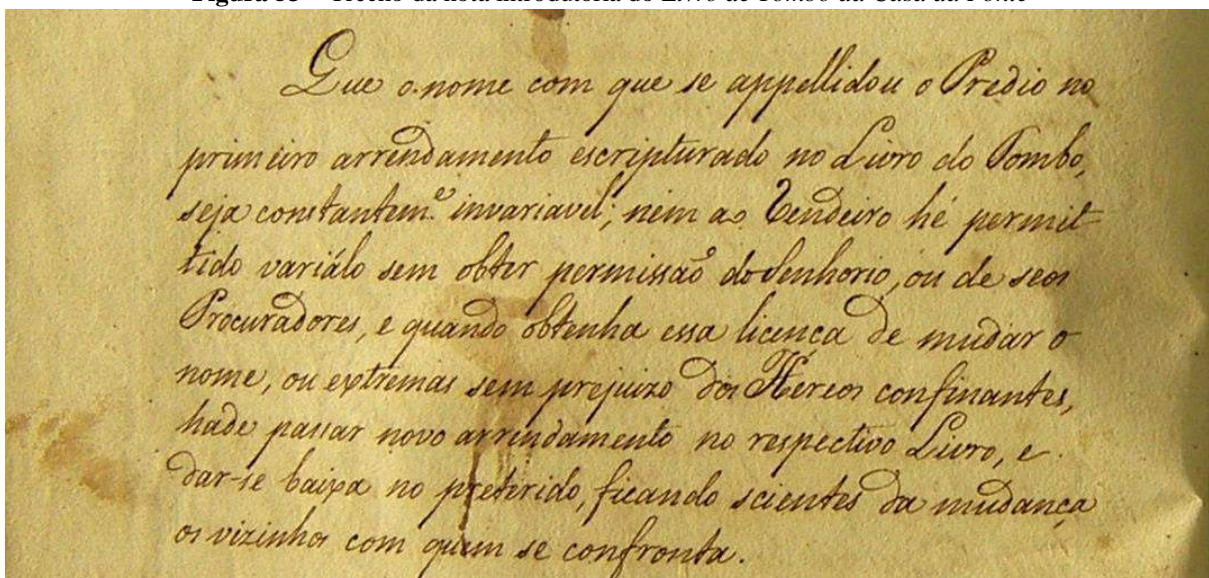 Figura 33 – Trecho da nota introdutória do Livro de Tombo da Casa da Ponte
Que o nome com que se appellidou o Predio no
primeiro arrendamento escripturado no Livro do Tombo,
seja constantem.e invariavel; nem ao Rendeiro hé permit-
tido variálo sem obter permissaõ do Senhorio, ou de seos
Procuradores, e quando obtenha essa licença de mudar o
nome, ou extremas sem prejuizo dos Hereos confinantes,
hade passar novo arrendamento no respectivo Livro, e
dar-se baixa no preterido, ficando scientes da mudança
os vizinhos com quem se confronta.